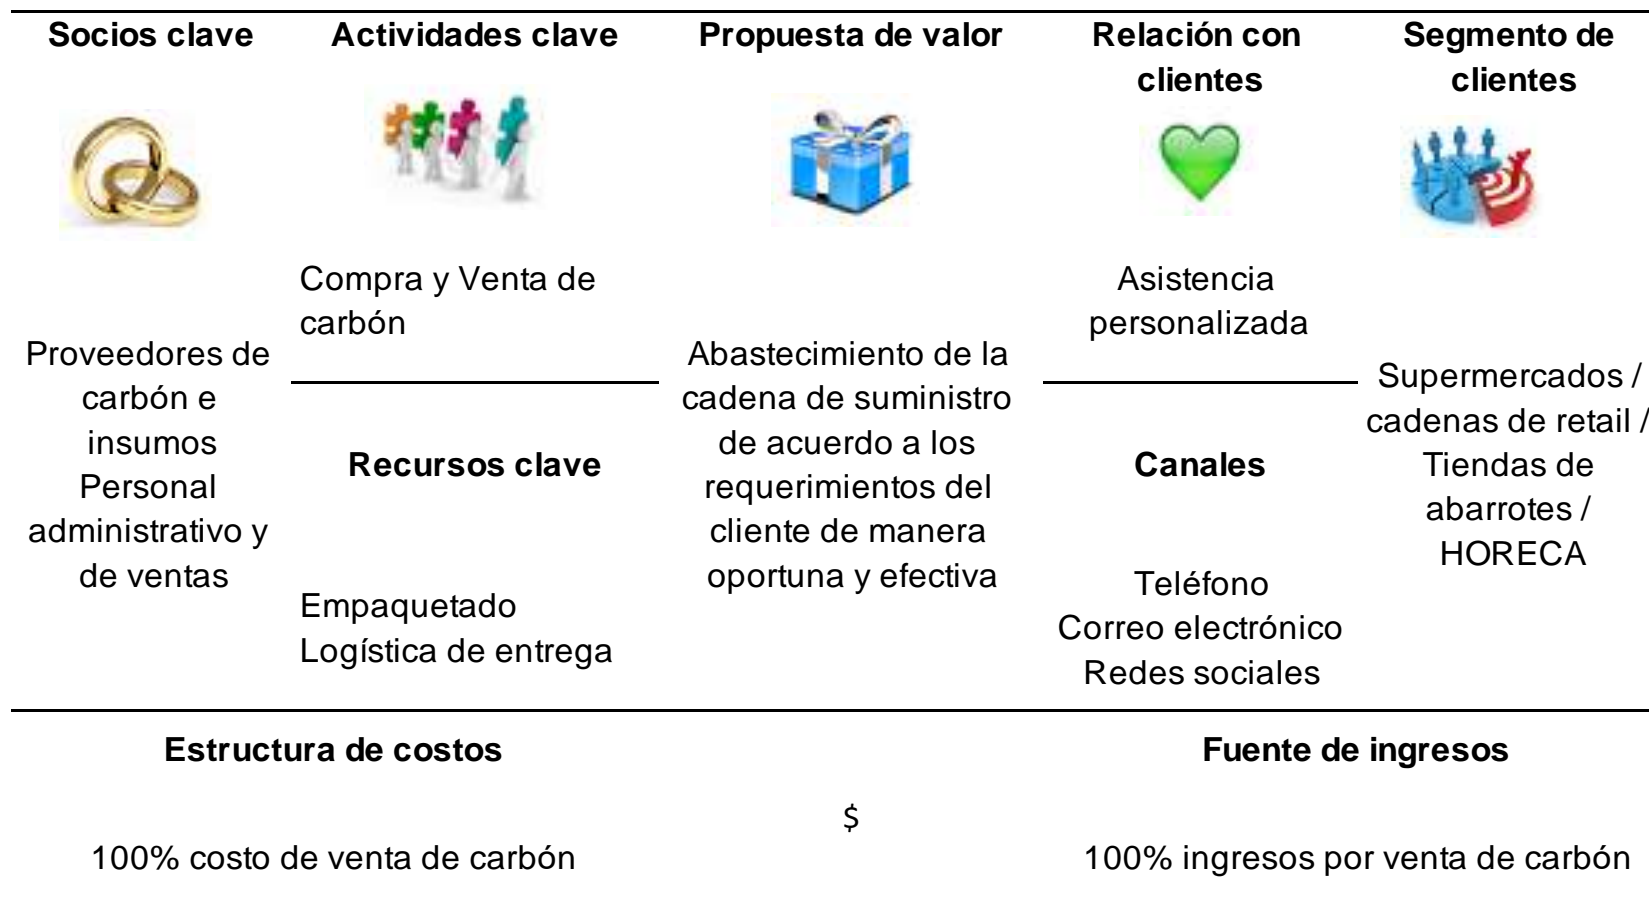 Socios clave
Actividades clave
Propuesta de valor
Relación con
clientes
Segmento de
clientes
Proveedores de
carbón e
insumos
Personal
administrativo y
de ventas
Compra y Venta de
carbón
Recursos clave
Empaquetado
Logística de entrega
Abastecimiento de la
cadena de suministro
de acuerdo a los
requerimientos del
cliente de manera
oportuna y efectiva
Asistencia
personalizada
Canales
Teléfono
Correo electrónico
Redes sociales
Supermercados /
cadenas de retail /
Tiendas de
abarrotes /
HORECA
Estructura de costos
100% costo de venta de carbón
$
Fuente de ingresos
100% ingresos por venta de carbón